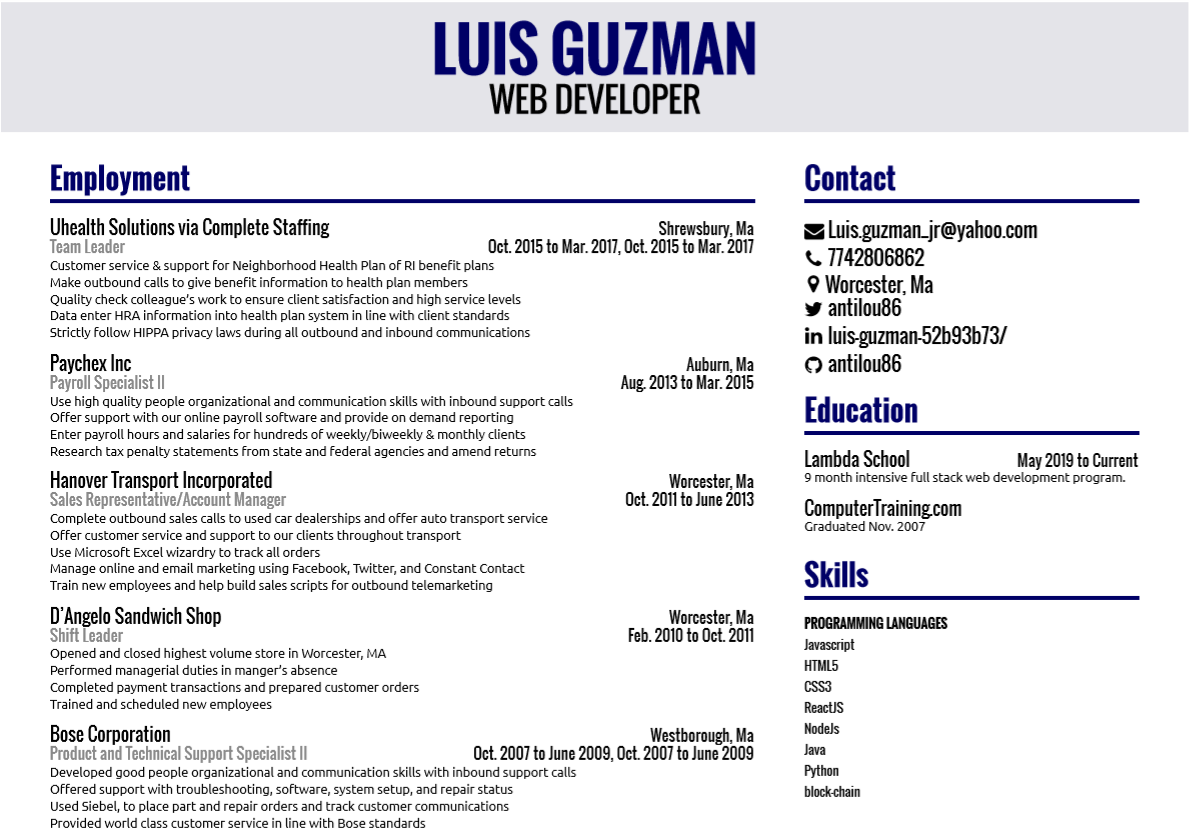 LUIS GUZMAN
WEB DEVELOPER
Employment
Uhealth Solutions via Complete Staffing Shrewsbury, Ma
Team Leader Oct. 2015 to Mar. 2017, Oct. 2015 to Mar. 2017
Customer service & support for Neighborhood Health Plan of RI benefit plans
Make outbound calls to give benefit information to health plan members
Quality check colleague's work to ensure client satisfaction and high service levels
Data enter HRA information into health plan system in line with client standards
Strictly follow HIPPA privacy laws during all outbound and inbound communications
Paychex Inc Auburn, Ma
Payroll Specialist II Aug. 2013 to Mar. 2015
Use high quality people organizational and communication skills with inbound support calls
Offer support with our online payroll software and provide on demand reporting
Enter payroll hours and salaries for hundreds of weekly/biweekly & monthly clients
Research tax penalty statements from state and federal agencies and amend returns
Hanover Transport Incorporated Worcester, Ma
Sales Representative/Account Manager Oct. 2011 to June 2013
Complete outbound sales calls to used car dealerships and offer auto transport service
Offer customer service and support to our clients throughout transport
Use Microsoft Excel wizardry to track all orders
Manage online and email marketing using Facebook, Twitter, and Constant Contact
Train new employees and help build sales scripts for outbound telemarketing
D'Angelo Sandwich Shop Worcester, Ma
Shift Leader Feb. 2010 to Oct. 2011
Opened and closed highest volume store in Worcester, MA
Performed managerial duties in manger's absence
Completed payment transactions and prepared customer orders
Trained and scheduled new employees
Bose Corporation Westborough, Ma
Product and Technical Support Specialist II Oct. 2007 to June 2009, Oct. 2007 to June 2009
Developed good people organizational and communication skills with inbound support calls
Offered support with troubleshooting, software, system setup, and repair status
Used Siebel, to place part and repair orders and track customer communications
Provided world class customer service in line with Bose standards
Contact
Luis.guzman_jr@yahoo.com
7742806862
Worcester, Ma
antilou86
luis-guzman-52b93b73/
antilou86
Education
Lambda School May 2019 to Current
9 month intensive full stack web development program.
ComputerTraining.com
Graduated Nov. 2007
Skills
PROGRAMMING LANGUAGES
Javascript
HTML5
CSS3
ReactJS
NodeJs
Java
Python
block-chain